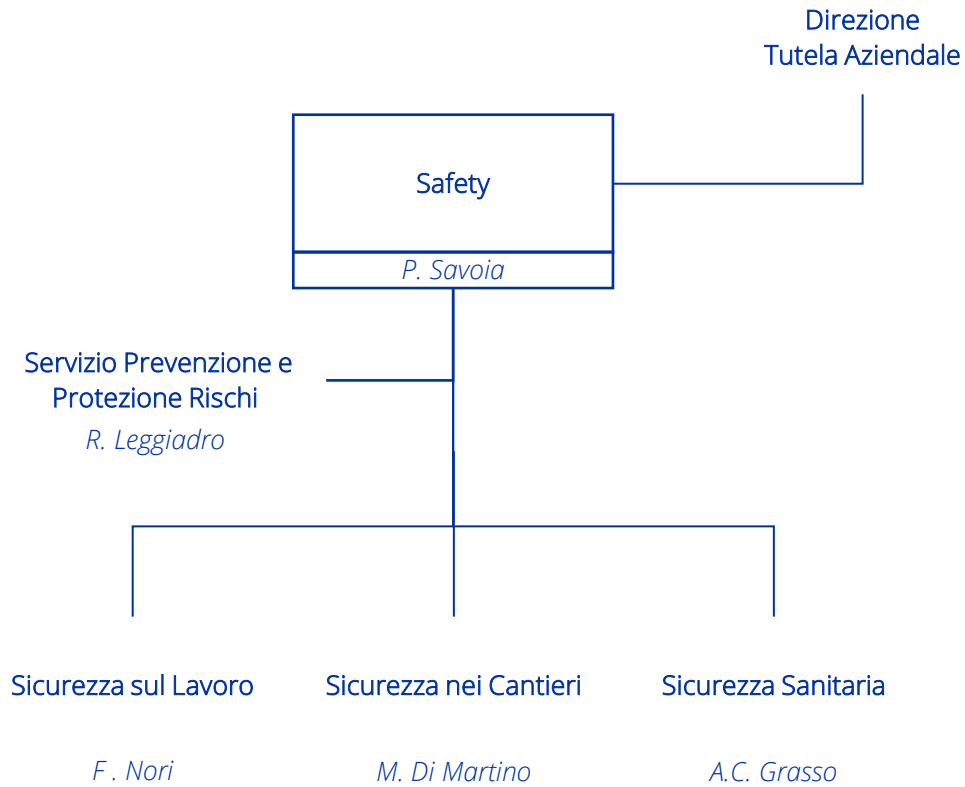 Direzione
Tutela Aziendale
Safety
P. Savoia
Servizio Prevenzione e
Protezione Rischi
R. Leggiadro
Sicurezza sul Lavoro
F . Nori
Sicurezza nei Cantieri
M. Di Martino
Sicurezza Sanitaria
A.C. Grasso